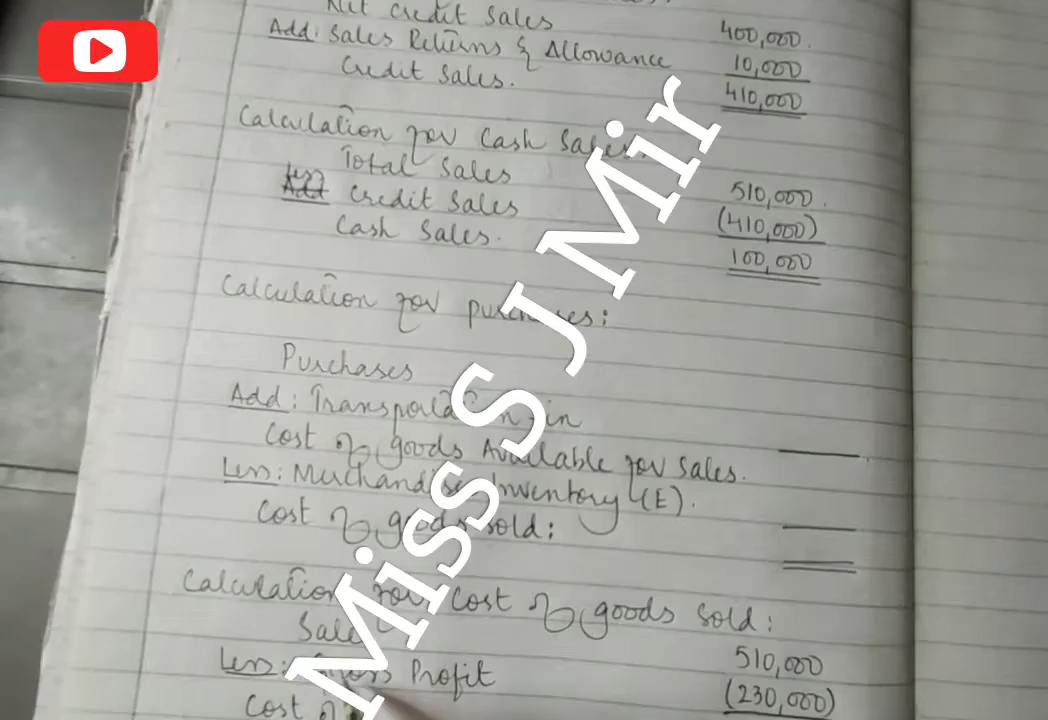 Net Credit Sales 400,000.
Add: Sales Returns & Allowance 10,000
Credit Sales. 410,000
Calculation for Cash Sales.
Total Sales 510,000.
Less Credit Sales (410,000)
Cash Sales. 100,000
Calculation for purchases:
Purchases
Add: Transportation-in
Cost of goods Available for Sales.
Less: Merchandise Inventory (E).
Cost of goods sold:
Calculation for Cost of goods Sold:
Sales 510,000
Less: Gross Profit (230,000)
Cost of
Miss J Mir